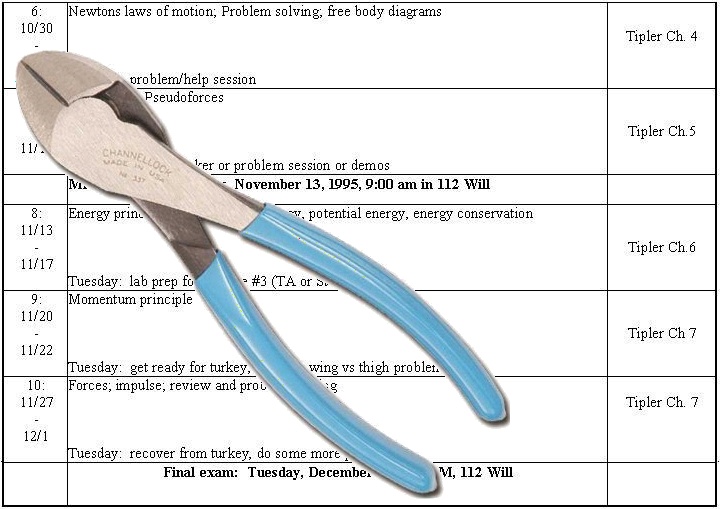 6:
10/30
-
Newtons laws of motion; Problem solving; free body diagrams
problem/help session
Tipler Ch. 4
Pseudoforces
11/
or problem session or demos
Tipler Ch.5
November 13, 1995, 9:00 am in 112 Will
8:
11/13
-
11/17
Energy potential energy, energy conservation
Tuesday: lab prep #3 (TA or
Tipler Ch.6
9:
11/20
-
11/22
Momentum principle
Tuesday: get ready for turkey, wing vs thigh
Tipler Ch 7
10:
11/27
-
12/1
Forces; impulse; review and
Tuesday: recover from turkey, do some more
Tipler Ch. 7
Final exam: Tuesday, December M, 112 Will
CHANNELLOCK
MADE IN USA
№ 337